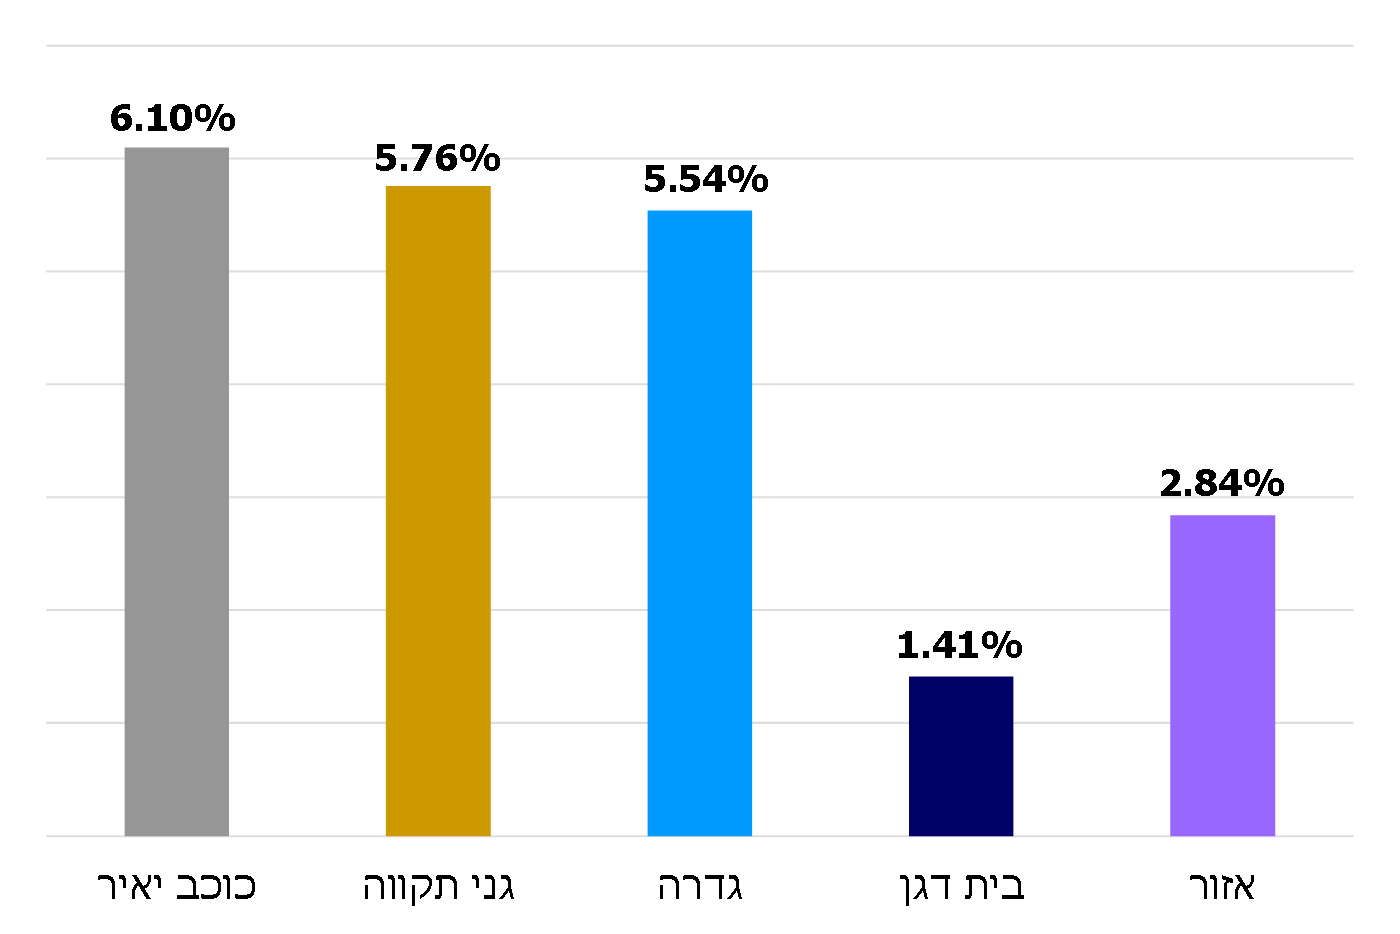 6.10%
5.76%
5.54%
1.41%
2.84%
כוכב יאיר
גני תקווה
גדרה
בית דגן
אזור